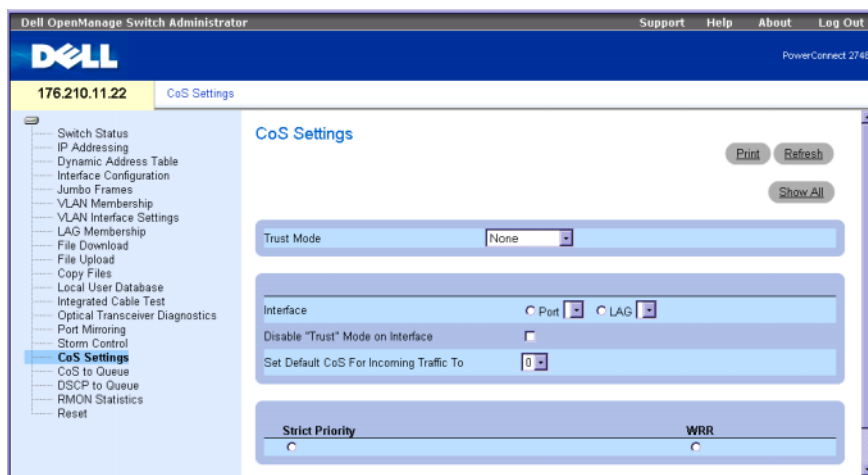 Dell OpenManage Switch Administrator
Support Help About Log Out
DELL
PowerConnect 2748
176.210.11.22
CoS Settings
Switch Status
IP Addressing
Dynamic Address Table
Interface Configuration
Jumbo Frames
VLAN Membership
VLAN Interface Settings
LAG Membership
File Download
File Upload
Copy Files
Local User Database
Integrated Cable Test
Optical Transceiver Diagnostics
Port Mirroring
Storm Control
CoS Settings
CoS to Queue
DSCP to Queue
RMON Statistics
Reset
CoS Settings
Print Refresh
Show All
Trust Mode None
Interface Port LAG
Disable "Trust" Mode on Interface
Set Default CoS For Incoming Traffic To 0
Strict Priority WRR